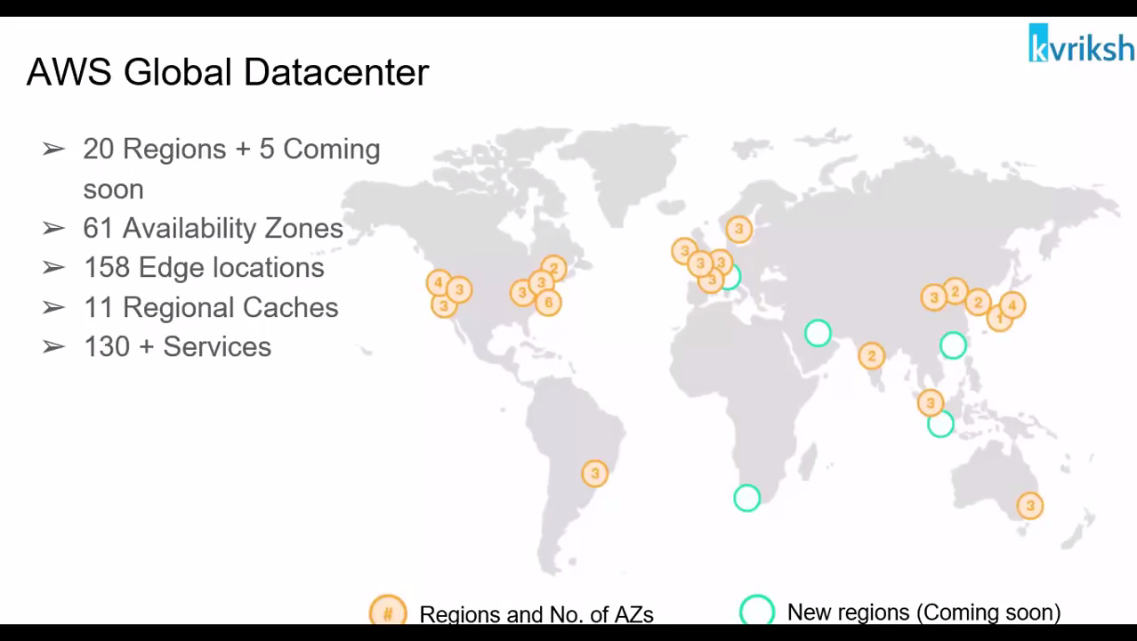 kvriksh
AWS Global Datacenter
➢ 20 Regions + 5 Coming
soon
➢ 61 Availability Zones
➢ 158 Edge locations
➢ 11 Regional Caches
➢ 130 + Services
3
3
3
3
3
3
2
4
3
3
3
3
6
3
2
2
4
1
2
3
3
3
# Regions and No. of AZs
New regions (Coming soon)